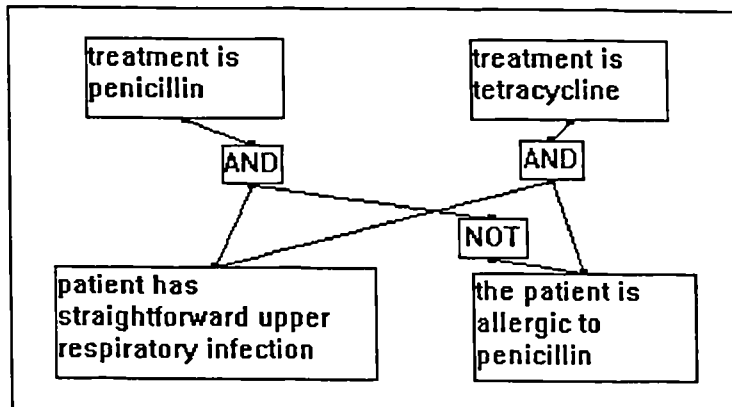 treatment is
penicillin
treatment is
tetracycline
AND
AND
NOT
patient has
straightforward upper
respiratory infection
the patient is
allergic to
penicillin